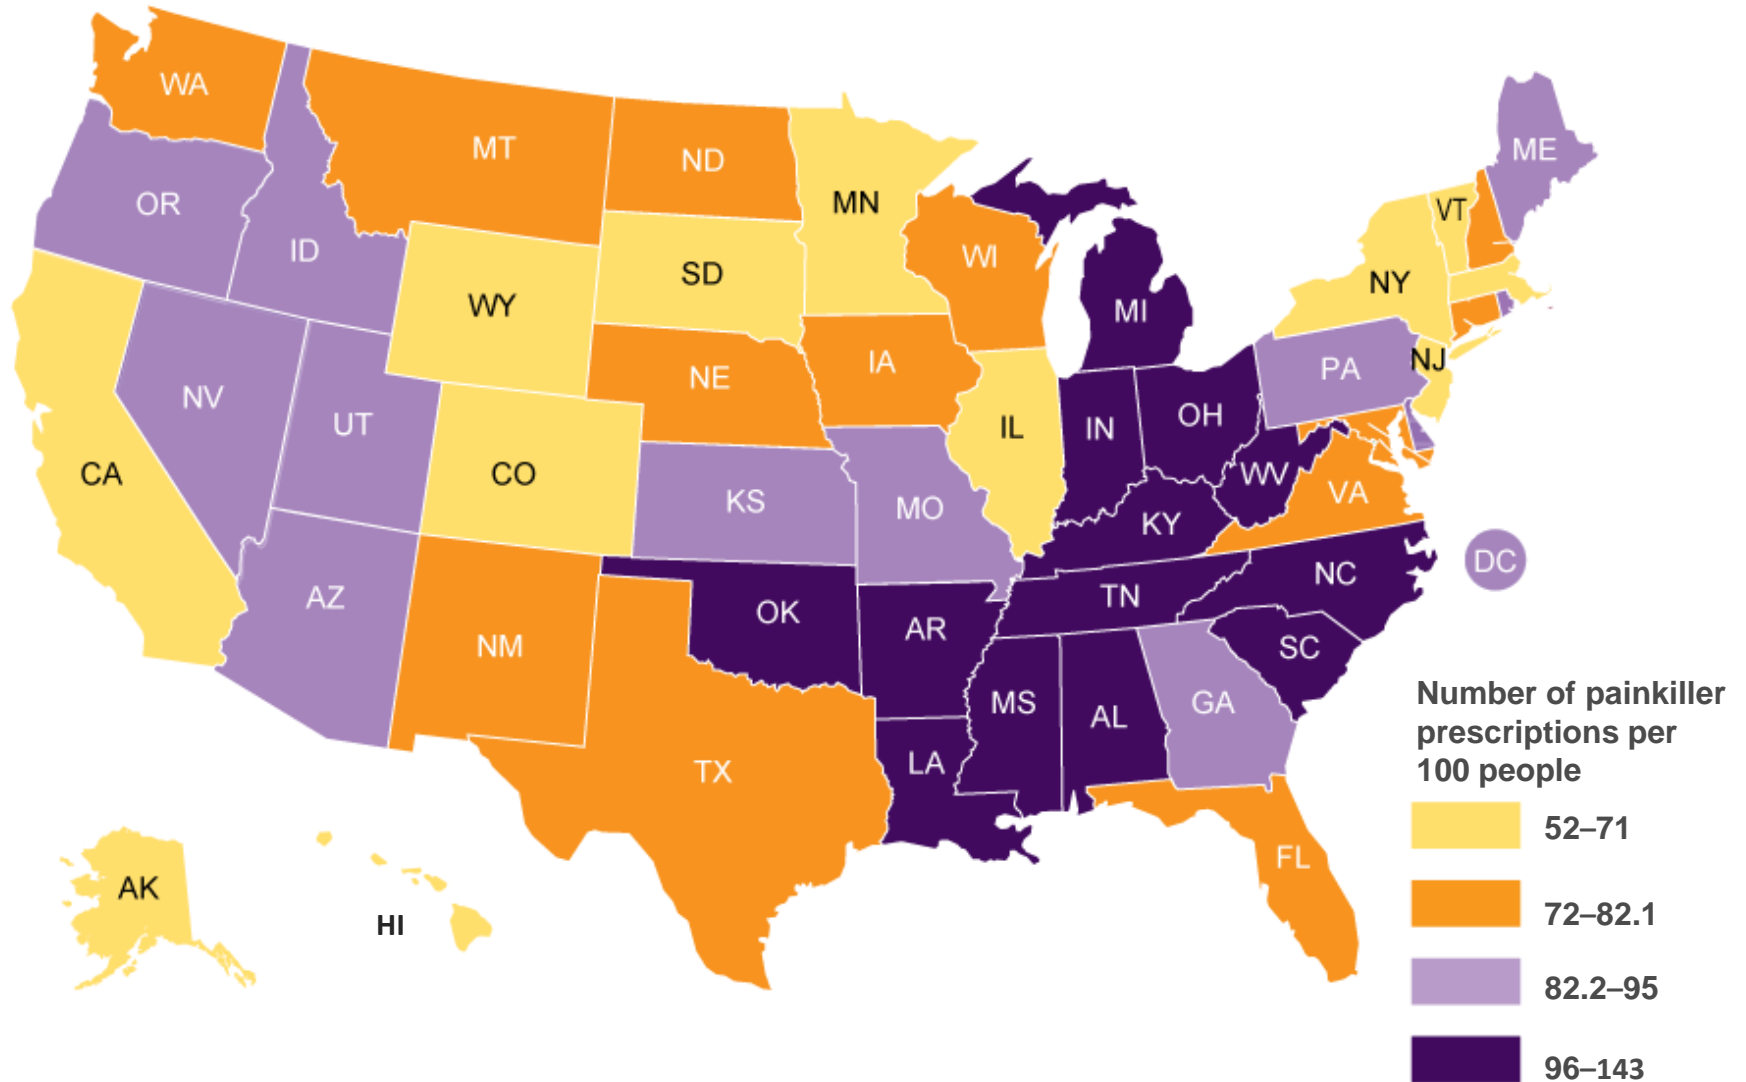 WA
MT
ND
MN
ME
VT
OR
ID
WI
SD
NY
WY
MI
IA
NJ
PA
NE
NV
UT
IL
IN
OH
CA
CO
WV
VA
KS
MO
KY
DC
AZ
NC
TN
OK
AR
NM
SC
MS
AL
GA
LA
TX
FL
AK
HI
Number of painkiller
prescriptions per
100 people
52–71
72–82.1
82.2–95
96–143